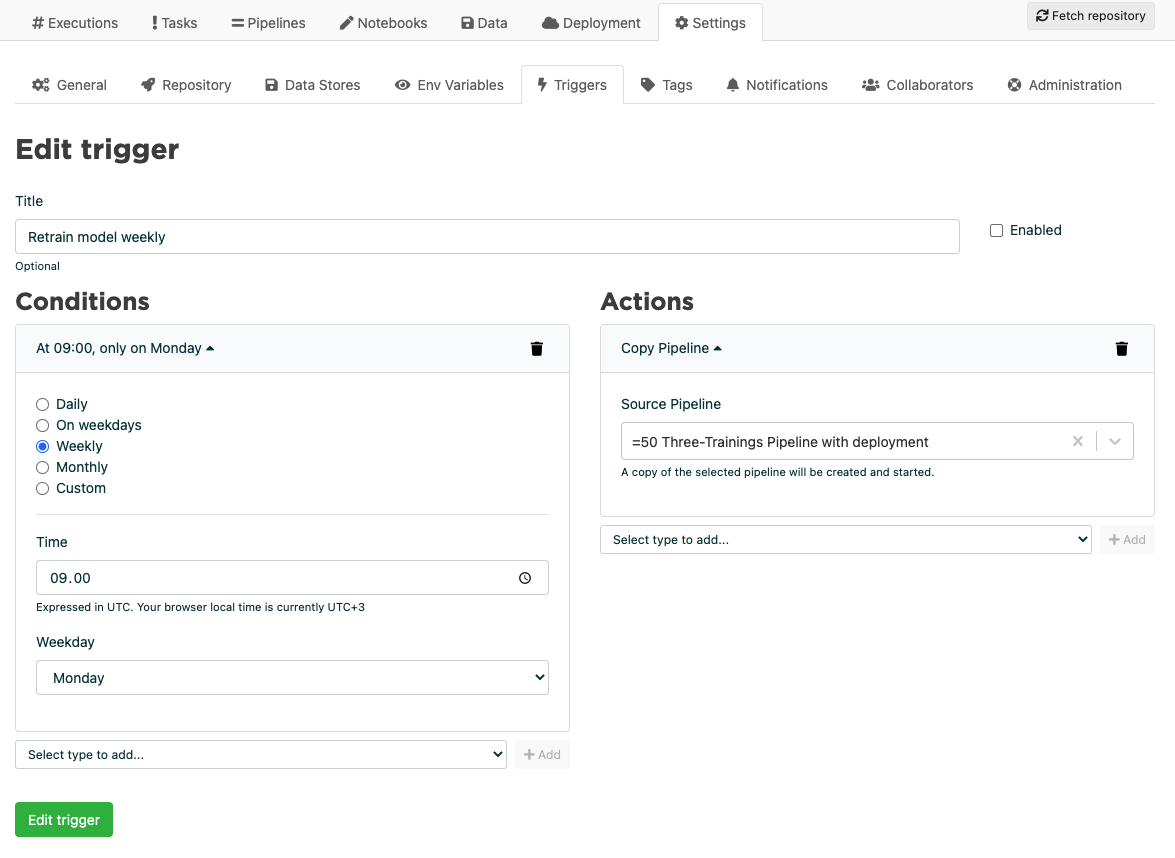 Executions Tasks Pipelines Notebooks Data Deployment Settings Fetch repository
General Repository Data Stores Env Variables Triggers Tags Notifications Collaborators Administration
Edit trigger
Title
Retrain model weekly
Enabled
Optional
Conditions
At 09:00, only on Monday
Daily
On weekdays
Weekly
Monthly
Custom
Time
09.00
Expressed in UTC. Your browser local time is currently UTC+3
Weekday
Monday
Select type to add...
+ Add
Actions
Copy Pipeline
Source Pipeline
=50 Three-Trainings Pipeline with deployment
A copy of the selected pipeline will be created and started.
Select type to add...
+ Add
Edit trigger